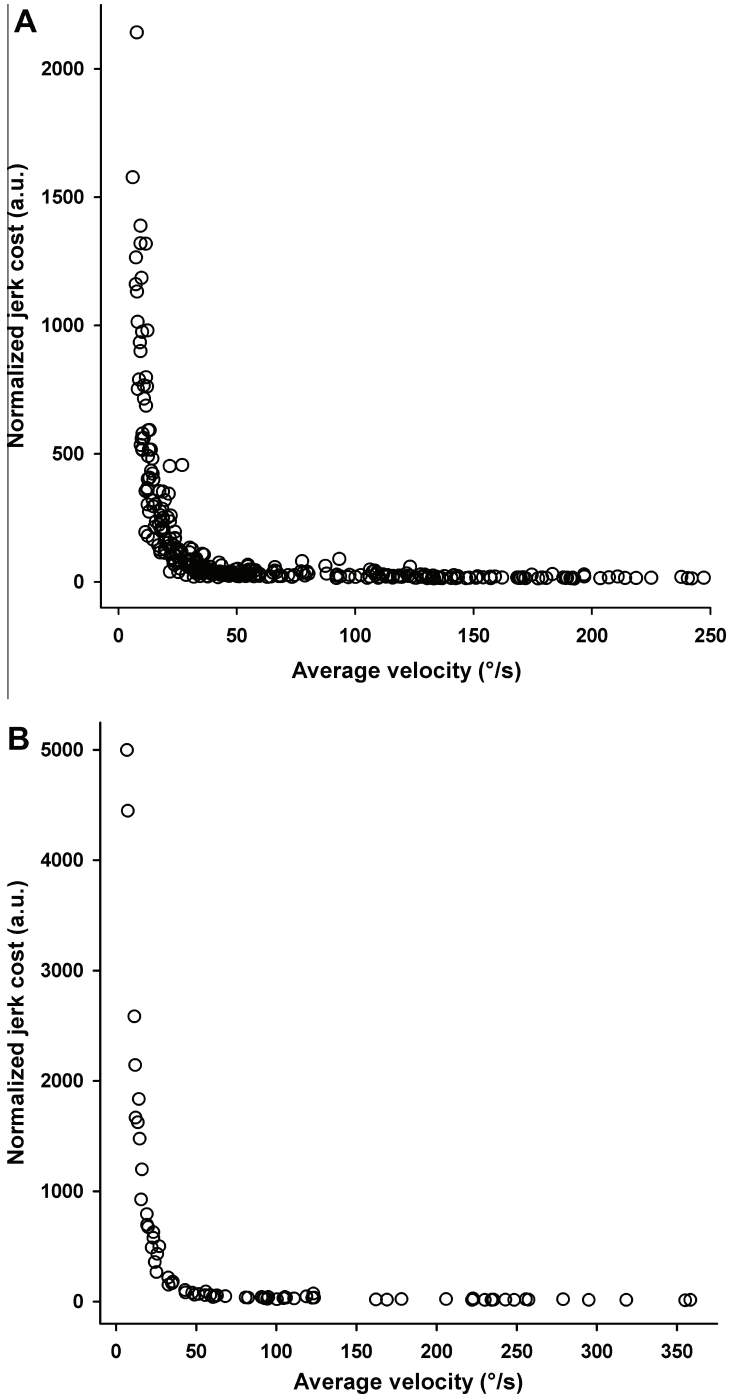 A
2000
1500
1000
500
0
Normalized jerk cost (a.u.)
0 50 100 150 200 250
Average velocity (°/s)
B
5000
4000
3000
2000
1000
0
Normalized jerk cost (a.u.)
0 50 100 150 200 250 300 350
Average velocity (°/s)